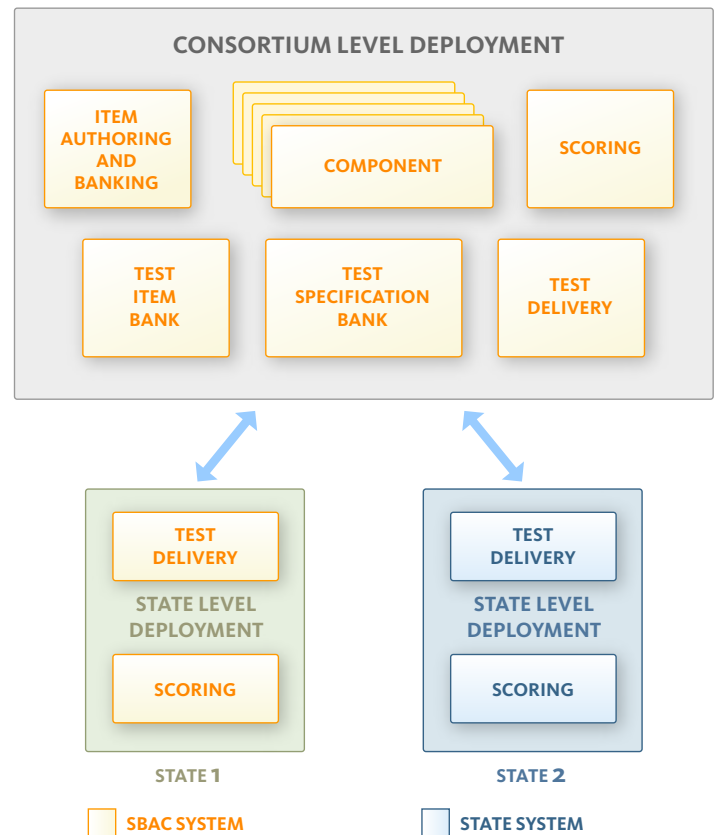 CONSORTIUM LEVEL DEPLOYMENT
ITEM
AUTHORING
AND
BANKING
COMPONENT
SCORING
TEST
ITEM
BANK
TEST
SPECIFICATION
BANK
TEST
DELIVERY
TEST
DELIVERY
STATE LEVEL
DEPLOYMENT
SCORING
STATE 1
TEST
DELIVERY
STATE LEVEL
DEPLOYMENT
SCORING
STATE 2
SBAC SYSTEM
STATE SYSTEM